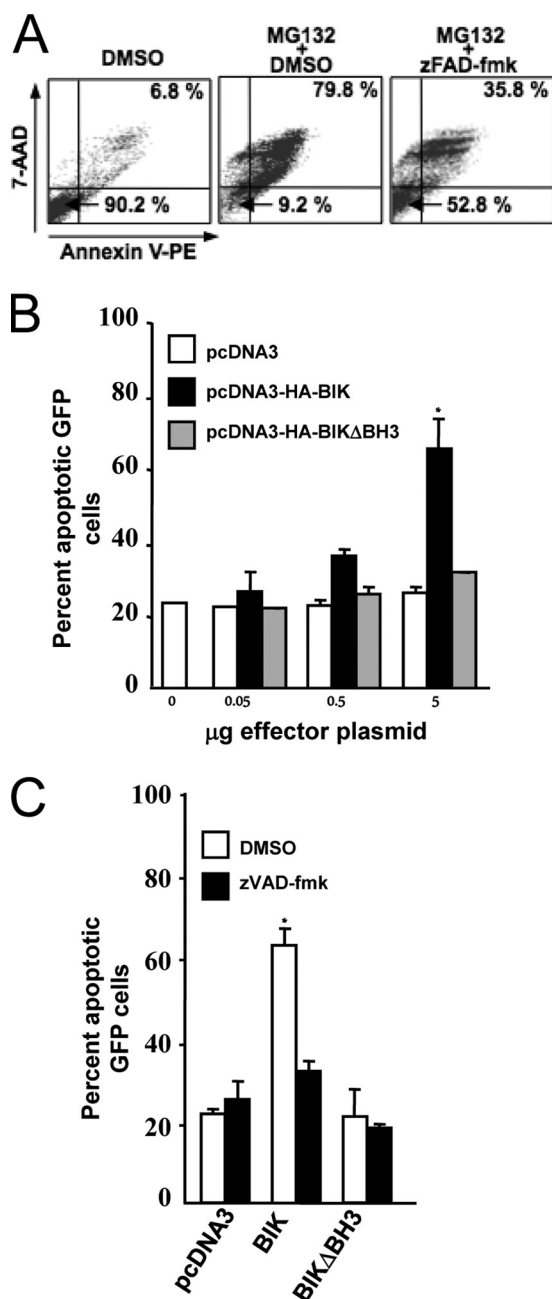 A
DMSO
MG132
+
DMSO
MG132
+
zFAD-fmk
6.8 %
79.8 %
35.8 %
7-AAD
90.2 %
9.2 %
52.8 %
Annexin V-PE
B
100
80
60
40
20
0
Percent apoptotic GFP
cells
pcDNA3
pcDNA3-HA-BIK
pcDNA3-HA-BIKΔBH3
*
0
0.05
0.5
5
µg effector plasmid
C
100
80
60
40
20
0
Percent apoptotic
GFP cells
DMSO
zVAD-fmk
*
pcDNA3
BIK
BIKΔBH3